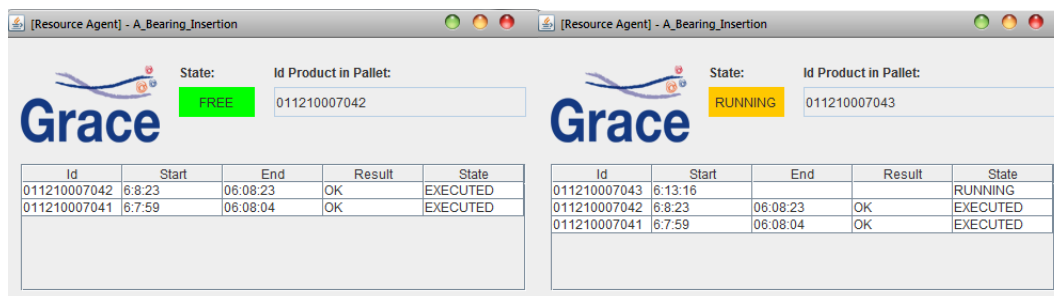 [Resource Agent] - A_Bearing_Insertion
State: Id Product in Pallet:
FREE 011210007042
Grace
Id Start End Result State
011210007042 6:8:23 06:08:23 OK EXECUTED
011210007041 6:7:59 06:08:04 OK EXECUTED
[Resource Agent] - A_Bearing_Insertion
State: Id Product in Pallet:
RUNNING 011210007043
Grace
Id Start End Result State
011210007043 6:13:16 RUNNING
011210007042 6:8:23 06:08:23 OK EXECUTED
011210007041 6:7:59 06:08:04 OK EXECUTED